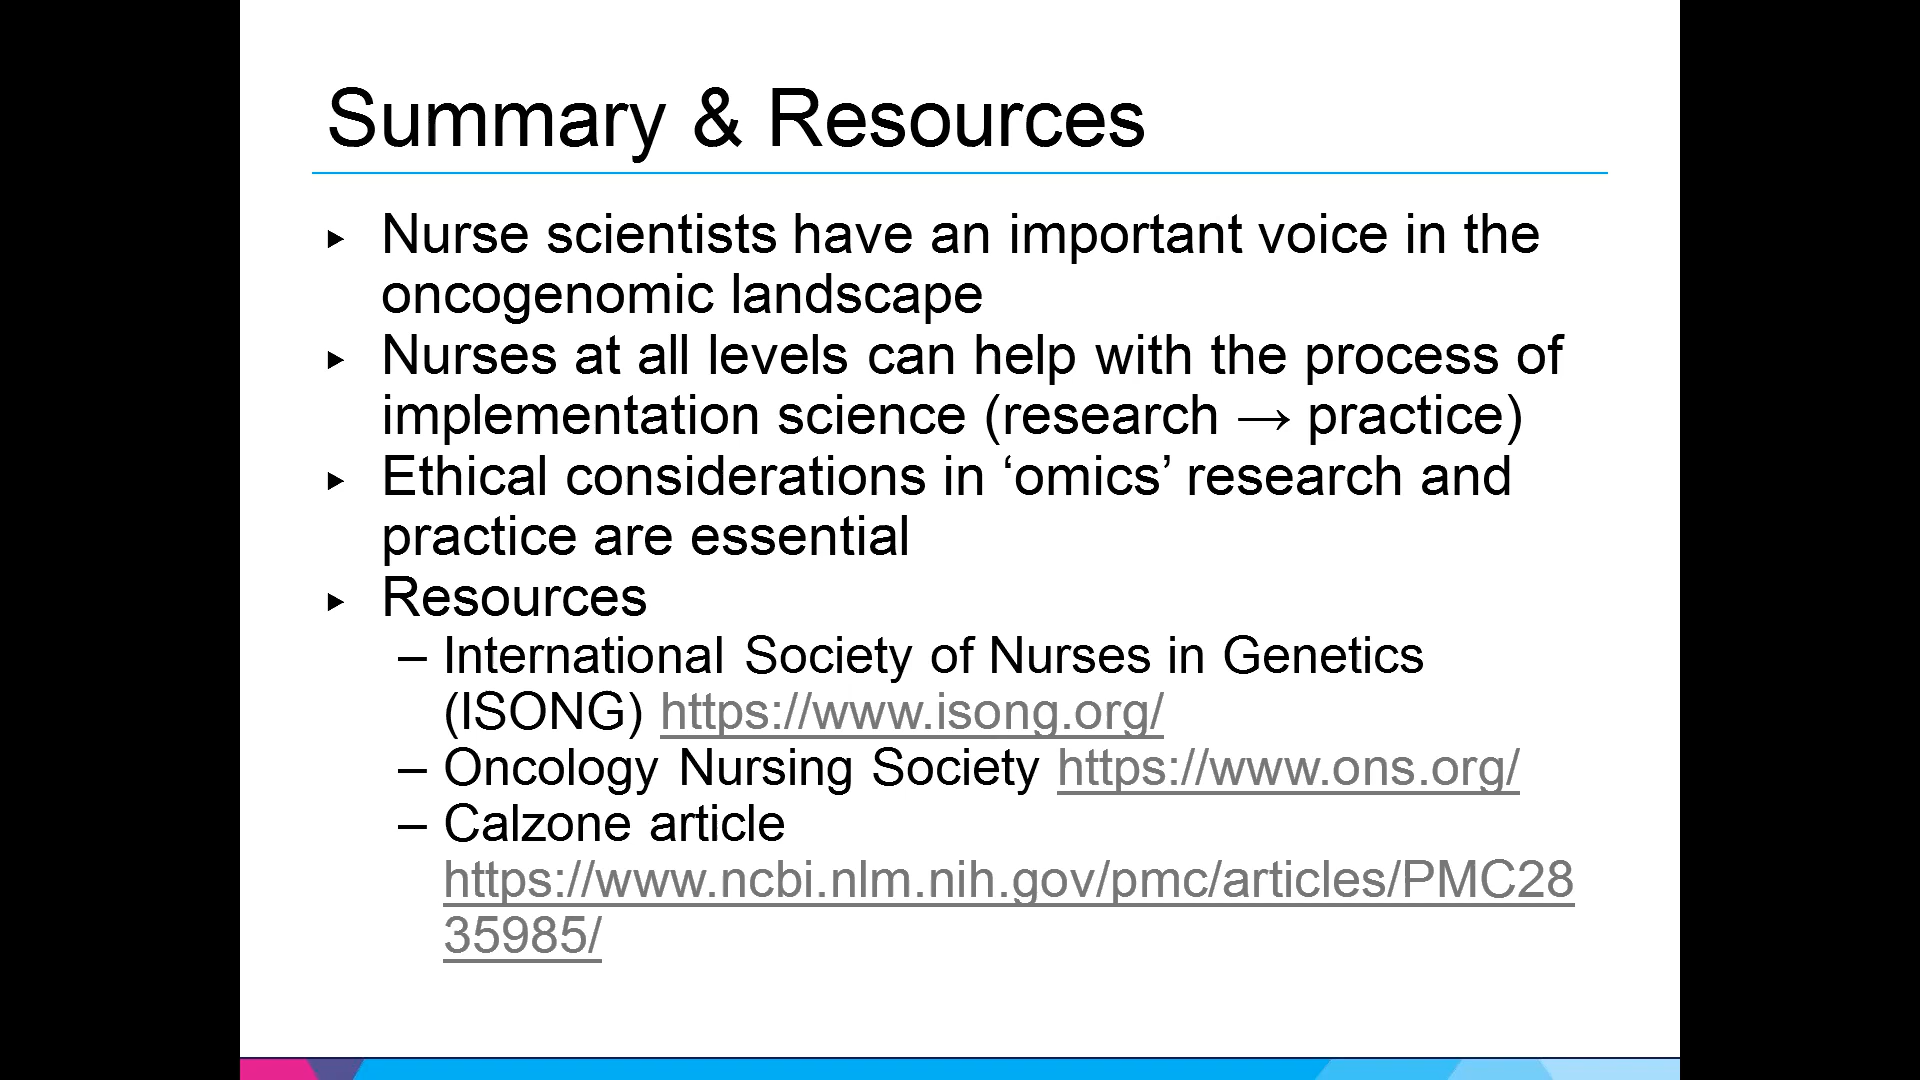 Summary & Resources
▸ Nurse scientists have an important voice in the
oncogenomic landscape
▸ Nurses at all levels can help with the process of
implementation science (research → practice)
▸ Ethical considerations in ‘omics’ research and
practice are essential
▸ Resources
– International Society of Nurses in Genetics
(ISONG) https://www.isong.org/
– Oncology Nursing Society https://www.ons.org/
– Calzone article
https://www.ncbi.nlm.nih.gov/pmc/articles/PMC28
35985/